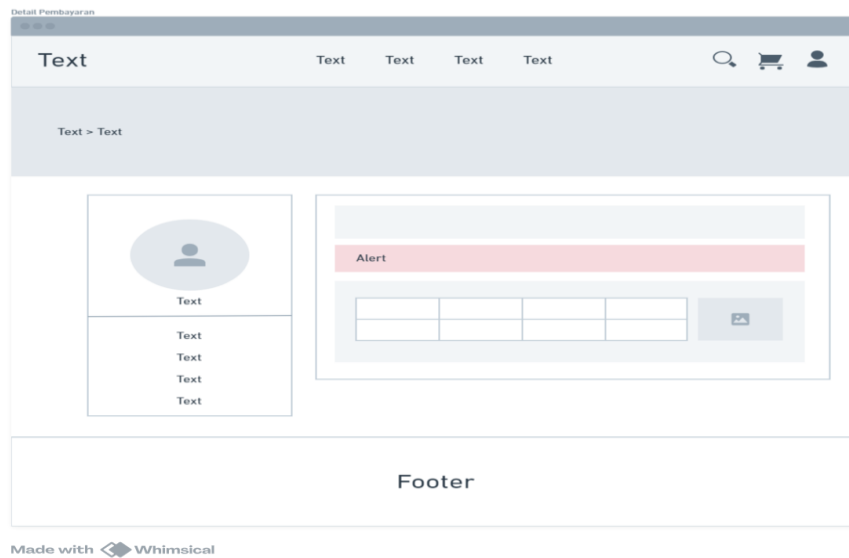 Detail Pembayaran
Text Text Text Text Text
Text > Text
Text
Text
Text
Text
Text
Alert
Footer
Made with Whimsical